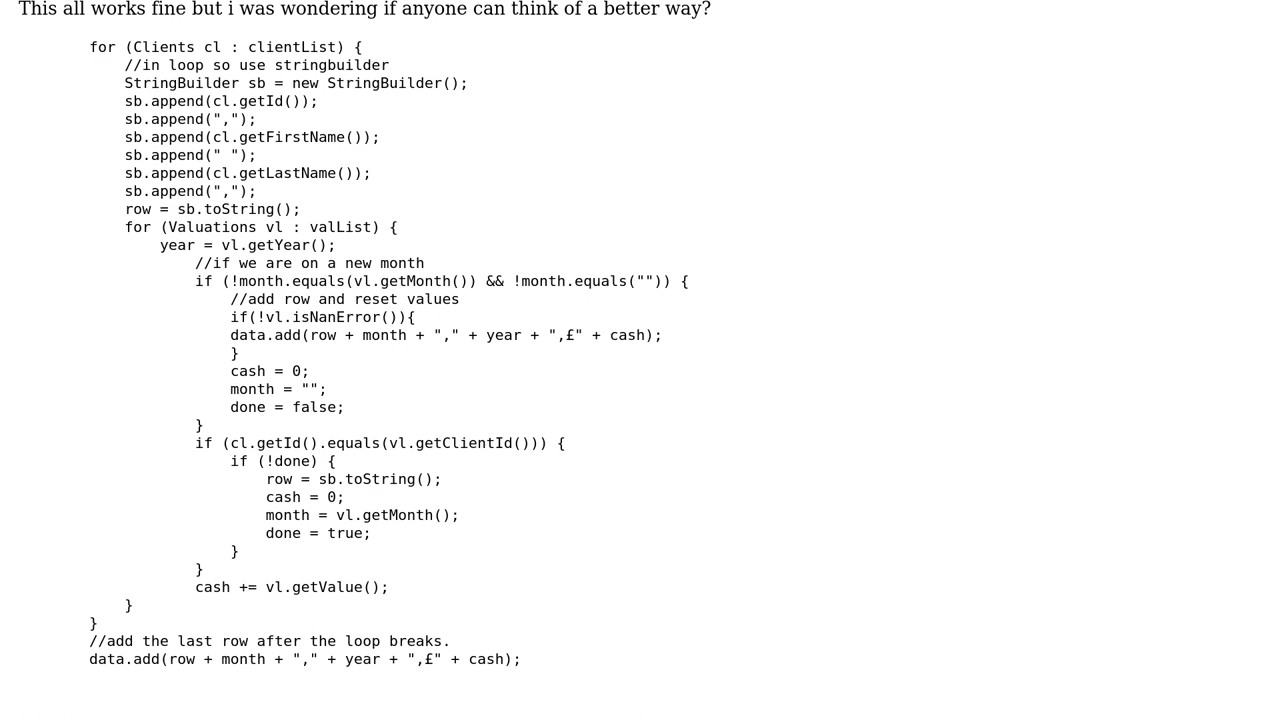 This all works fine but i was wondering if anyone can think of a better way?
for (Clients cl : clientList) {
    //in loop so use stringbuilder
    StringBuilder sb = new StringBuilder();
    sb.append(cl.getId());
    sb.append(",");
    sb.append(cl.getFirstName());
    sb.append(" ");
    sb.append(cl.getLastName());
    sb.append(",");
    row = sb.toString();
    for (Valuations vl : valList) {
        year = vl.getYear();
            //if we are on a new month
            if (!month.equals(vl.getMonth()) && !month.equals("")) {
                //add row and reset values
                if(!vl.isNanError()){
                data.add(row + month + "," + year + ",£" + cash);
                }
                cash = 0;
                month = "";
                done = false;
            }
            if (cl.getId().equals(vl.getClientId())) {
                if (!done) {
                    row = sb.toString();
                    cash = 0;
                    month = vl.getMonth();
                    done = true;
                }
            }
            cash += vl.getValue();
    }
}
//add the last row after the loop breaks.
data.add(row + month + "," + year + ",£" + cash);